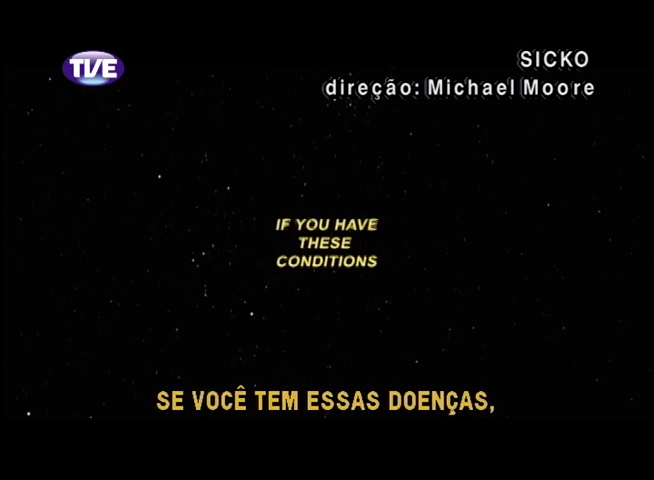 TVE
SICKO
direção: Michael Moore
IF YOU HAVE
THESE
CONDITIONS
SE VOCÊ TEM ESSAS DOENÇAS,